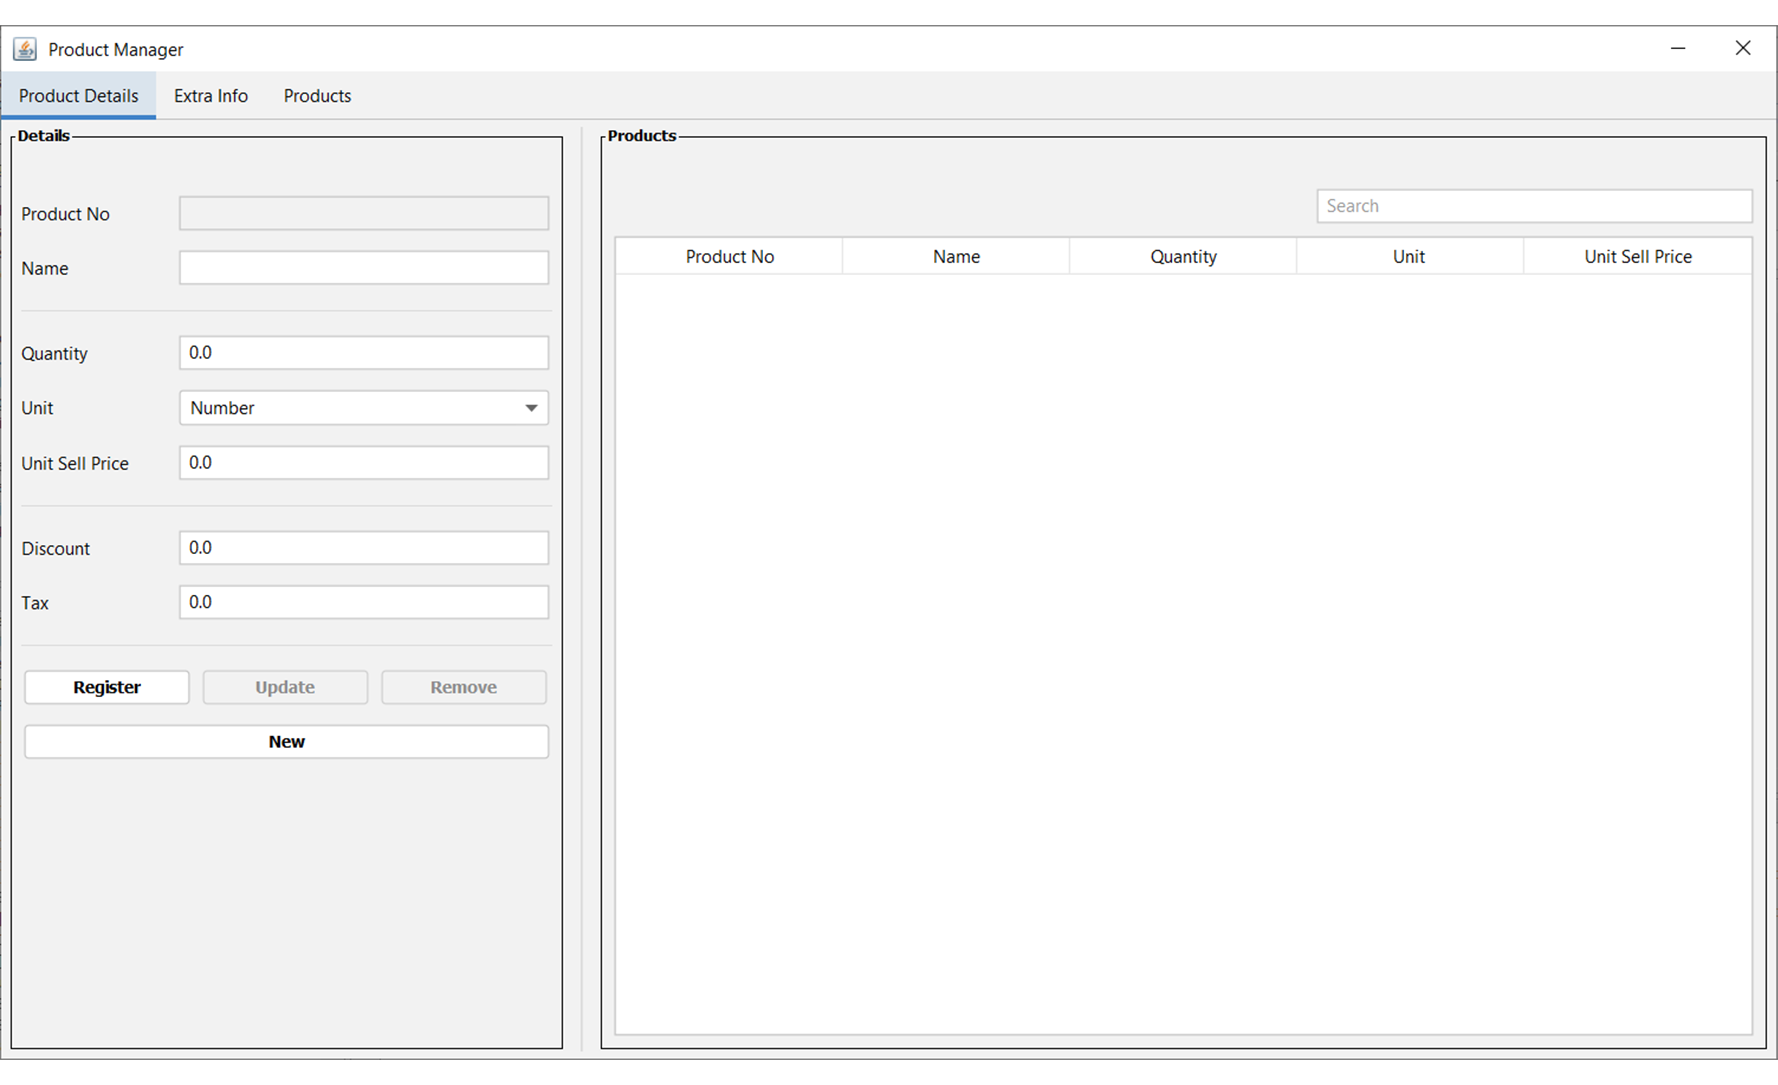 Product Manager
Product Details Extra Info Products
Details
Product No
Name
Quantity 0.0
Unit Number
Unit Sell Price 0.0
Discount 0.0
Tax 0.0
Register Update Remove
New
Products
Search
Product No Name Quantity Unit Unit Sell Price